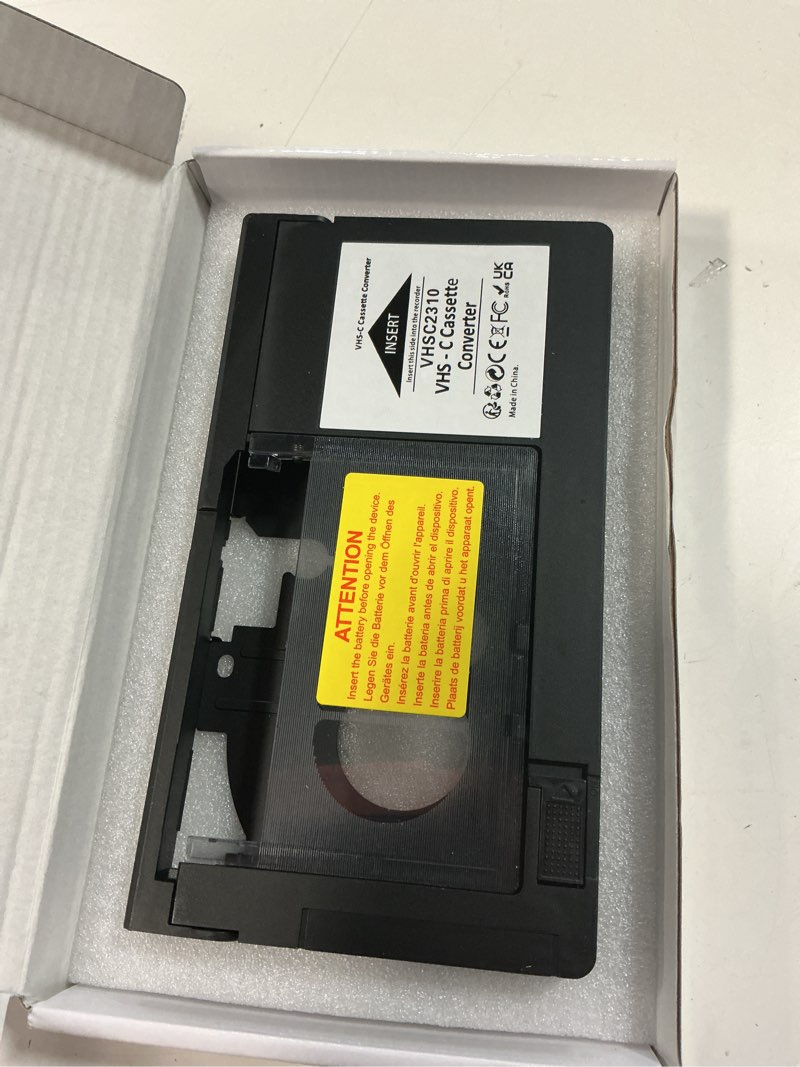 VHS-C Cassette Converter
INSERT
Insert this side into the recorder
VHSC2310
VHS - C Cassette
Converter
CE FC RoHS UK CA
Made in China.
ATTENTION
Insert the battery before opening the device.
Legen Sie die Batterie vor dem Öffnen des
Gerätes ein.
Insérez la batterie avant d'ouvrir l'appareil.
Inserte la bateria antes de abrir el dispositivo.
Inserire la batteria prima di aprire il dispositivo.
Plaats de batterij voordat u het apparaat opent.